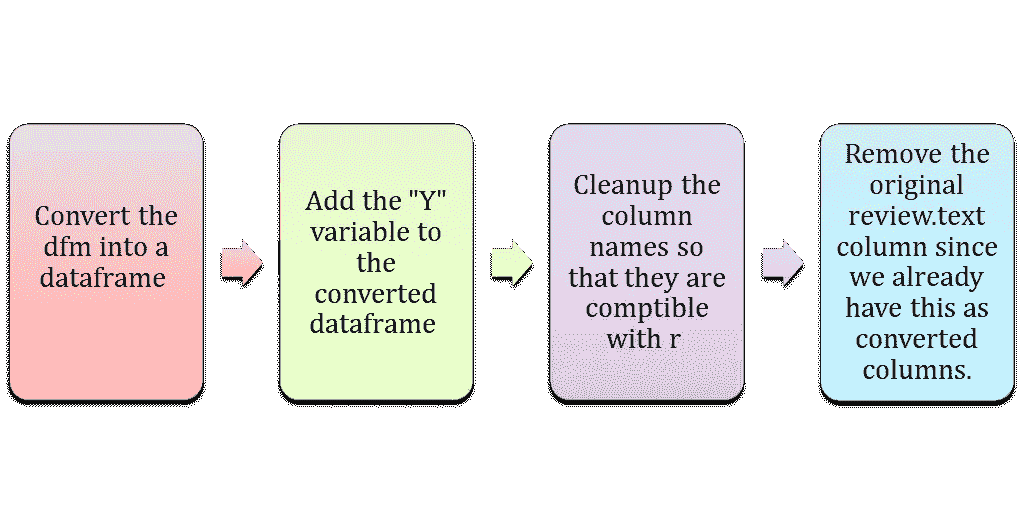 Convert the
dfm into a
dataframe
Add the "Y"
variable to
the
converted
dataframe
Cleanup the
column
names so
that they are
comptible
with r
Remove the
original
review.text
column since
we already
have this as
converted
columns.